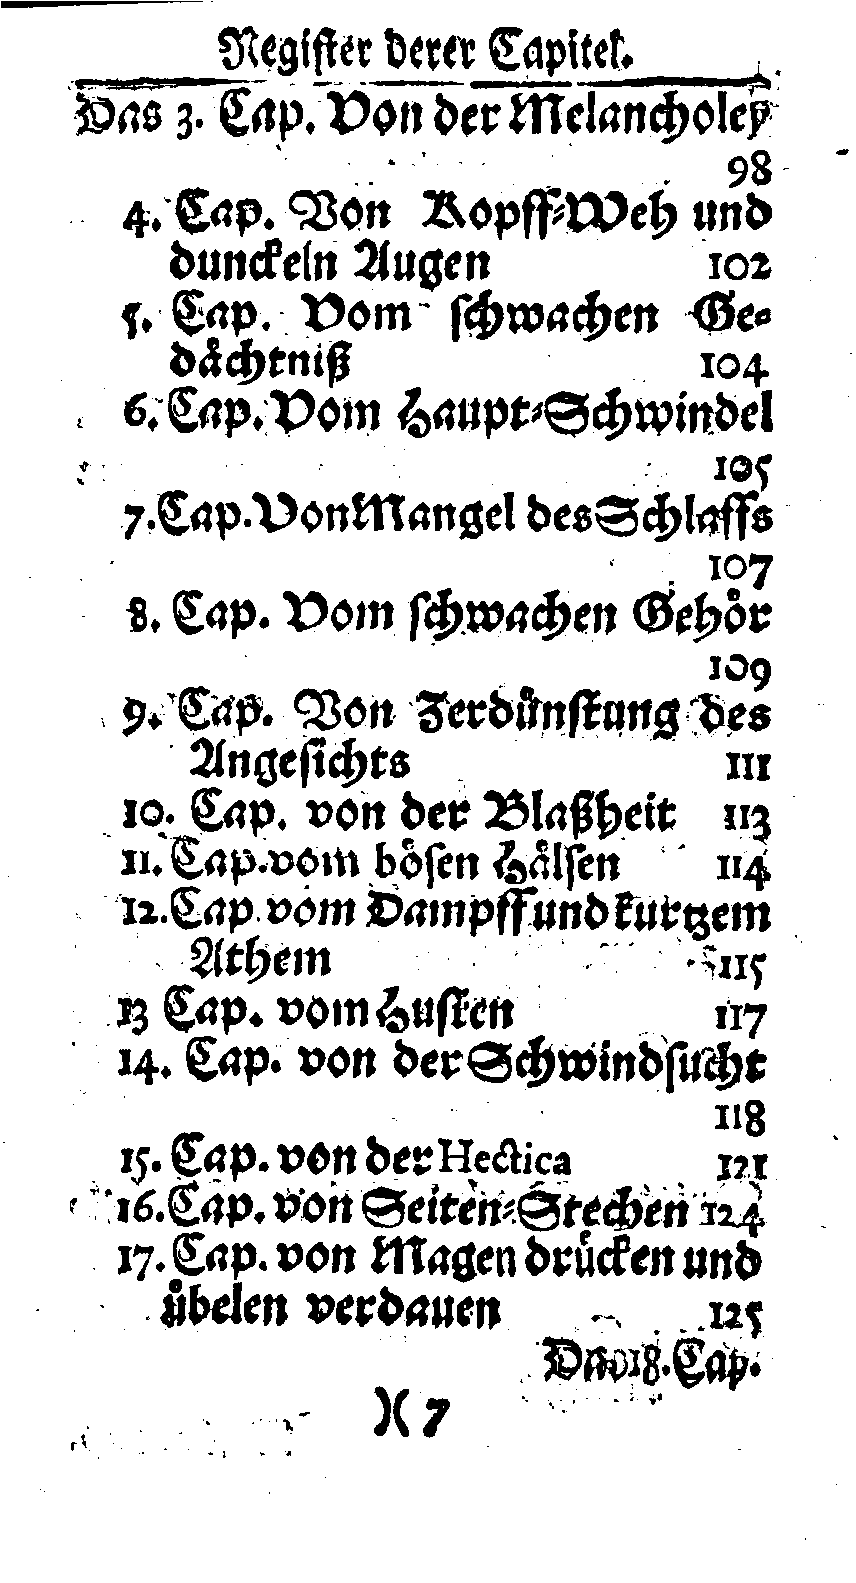 Register derer Capitel.
Das 3. Cap. Von der Melancholey
98
4. Cap. Von Kopff-Weh und
dunckeln Augen 102
5. Cap. Vom schwachen Ge-
dächtniß 104
6. Cap. Vom Haupt-Schwindel
105
7. Cap. Von Mangel des Schlaffs
107
8. Cap. Vom schwachen Gehör
109
9. Cap. Von Zerdünstung des
Angesichts 111
10. Cap. von der Blaßheit 113
11. Cap. vom bösen Hälsen 114
12. Cap. vom Dampff und kurtzem
Athem 115
13 Cap. vom Husten 117
14. Cap. von der Schwindsucht
118
15. Cap. von der Hectica 121
16. Cap. von Seiten-Stechen 124
17. Cap. von Magen drücken und
übelen verdauen 125
Das 18. Cap.
)( 7